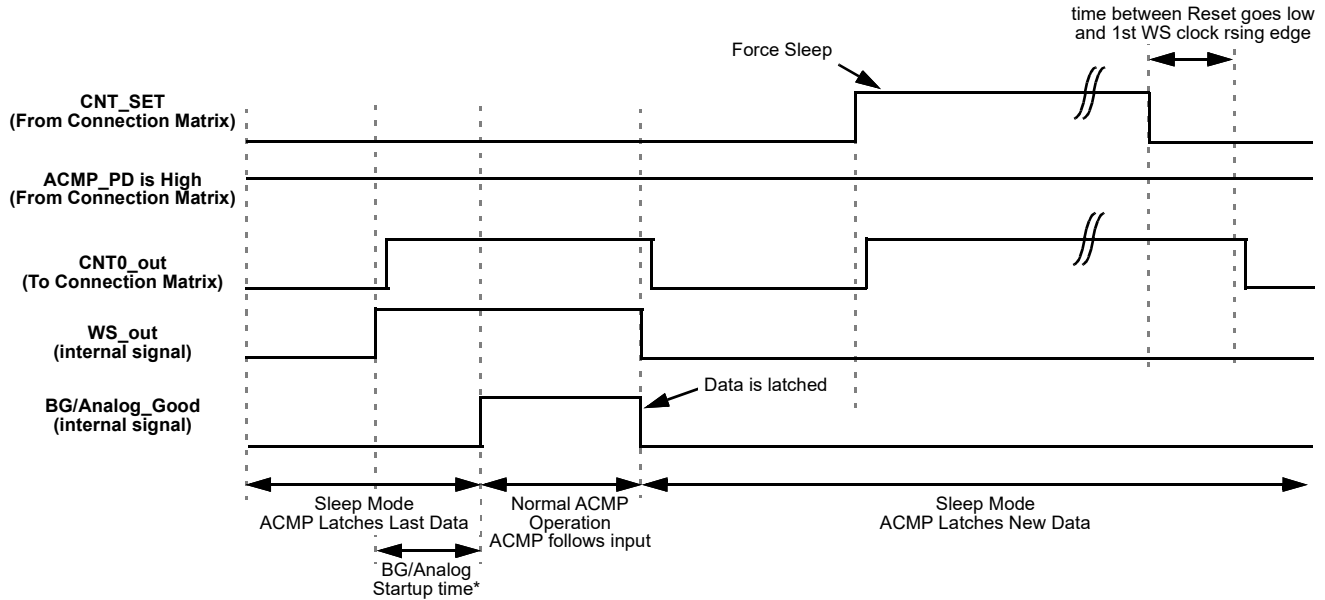 time between Reset goes low
and 1st WS clock rsing edge
Force Sleep
CNT_SET
(From Connection Matrix)
ACMP_PD is High
(From Connection Matrix)
CNT0_out
(To Connection Matrix)
WS_out
(internal signal)
Data is latched
BG/Analog_Good
(internal signal)
Sleep Mode
ACMP Latches Last Data
Normal ACMP
Operation
ACMP follows input
Sleep Mode
ACMP Latches New Data
BG/Analog
Startup time*